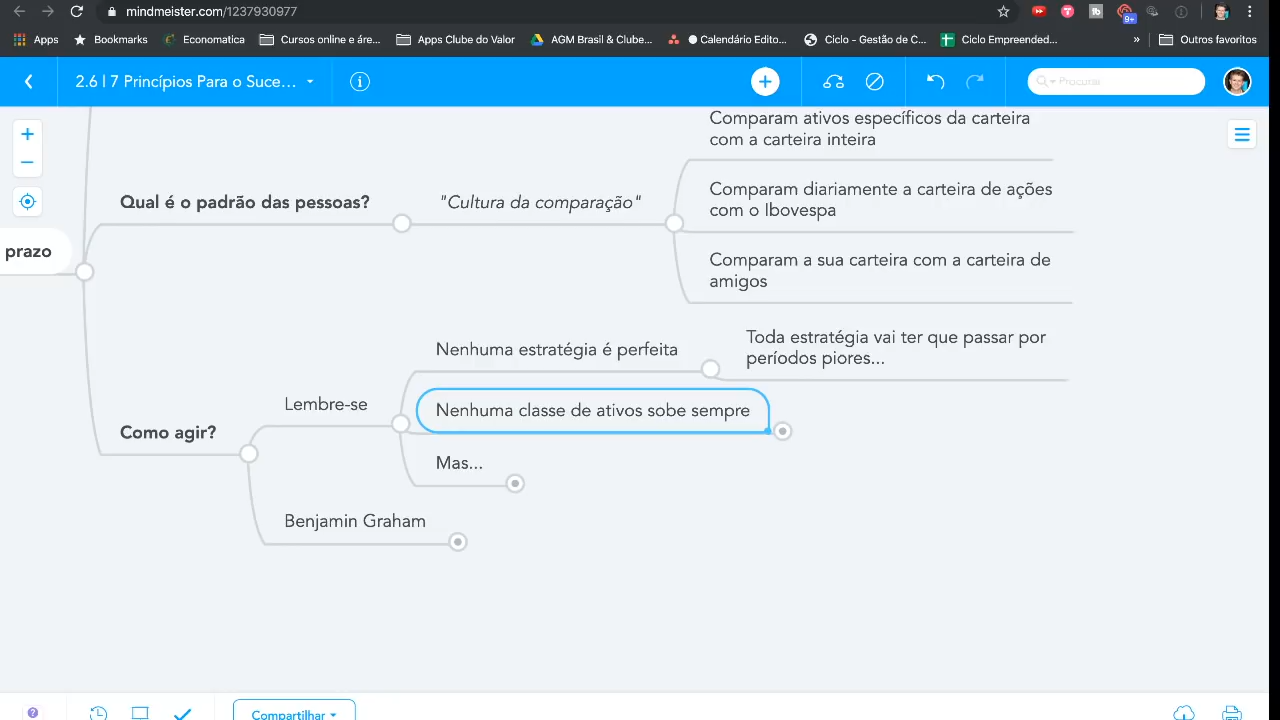 mindmeister.com/1237930977
9+
Apps
Bookmarks
Economatica
Cursos online e áre...
Apps Clube do Valor
AGM Brasil & Clube...
Calendário Edito...
Ciclo - Gestão de C...
Ciclo Empreended...
»
Outros favoritos
2.6 | 7 Princípios Para o Suce...
Procurar
Comparam ativos específicos da carteira
com a carteira inteira
Qual é o padrão das pessoas?
"Cultura da comparação"
Comparam diariamente a carteira de ações
com o Ibovespa
prazo
Comparam a sua carteira com a carteira de
amigos
Nenhuma estratégia é perfeita
Toda estratégia vai ter que passar por
períodos piores...
Lembre-se
Nenhuma classe de ativos sobe sempre
Como agir?
Mas...
Benjamin Graham
?
Compartilhar